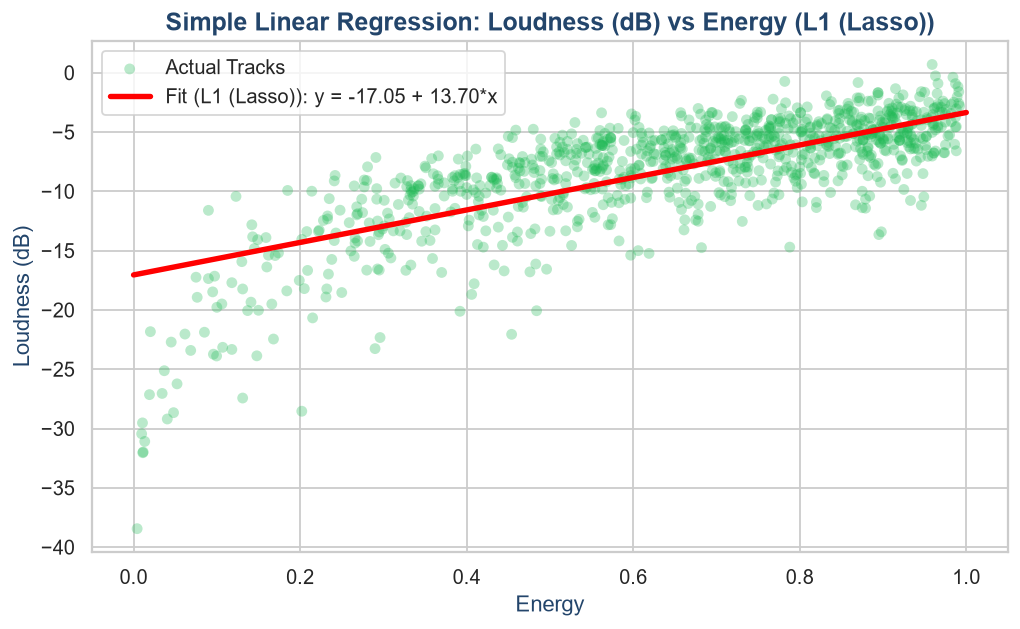 Simple Linear Regression: Loudness (dB) vs Energy (L1 (Lasso))
Actual Tracks
Fit (L1 (Lasso)): y = -17.05 + 13.70*x
Loudness (dB)
0
−5
−10
−15
−20
−25
−30
−35
−40
0.0 0.2 0.4 0.6 0.8 1.0
Energy